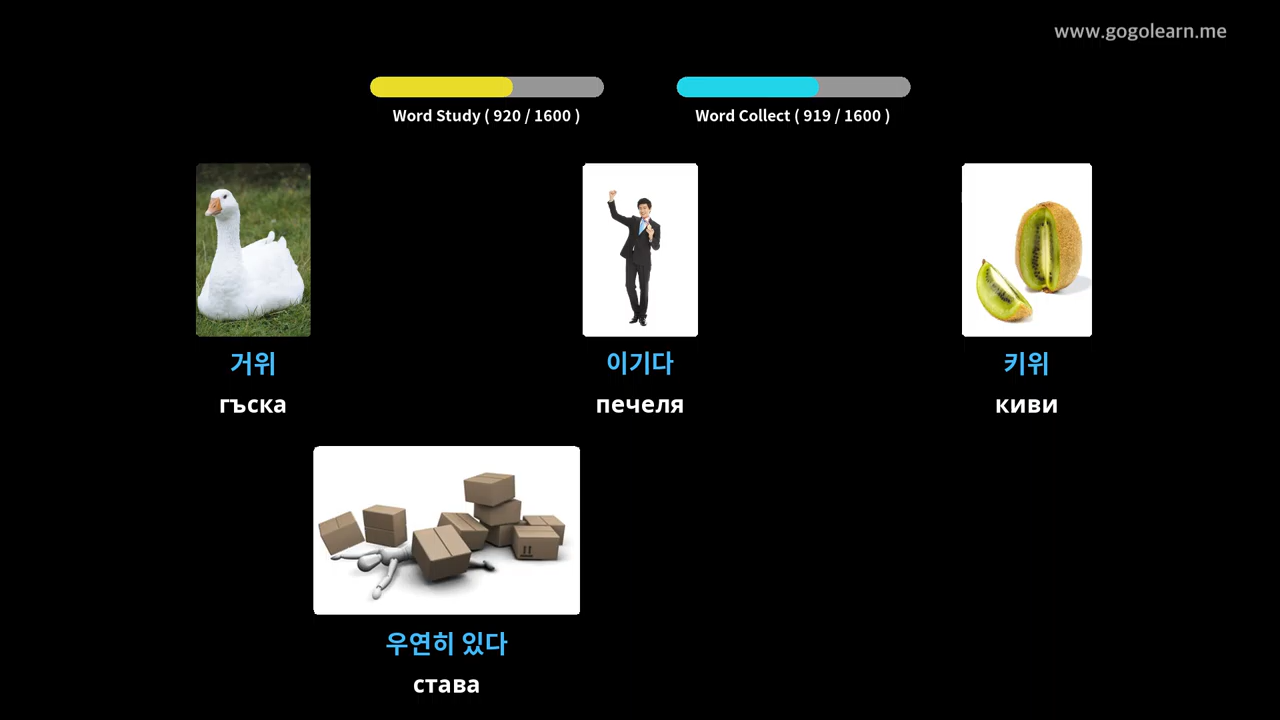 www.gogolearn.me
Word Study ( 920 / 1600 )
Word Collect ( 919 / 1600 )
거위
이기다
키위
гъска
печеля
киви
우연히 있다
става